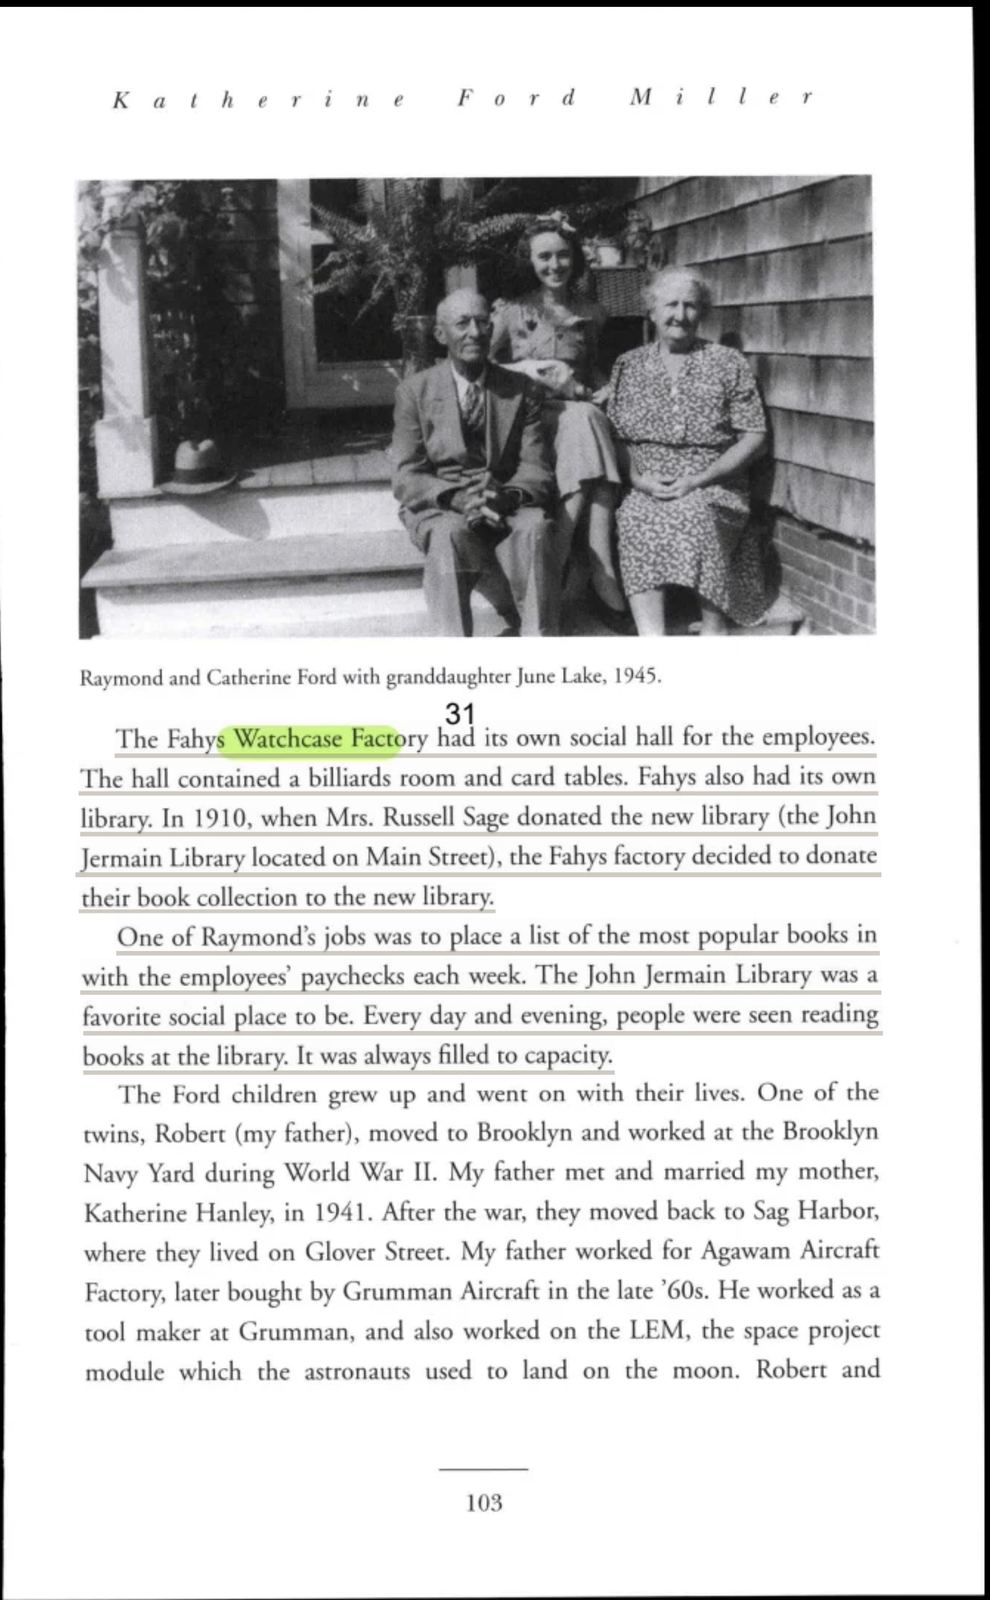 Katherine Ford Miller
Raymond and Catherine Ford with granddaughter June Lake, 1945.
31
The Fahys Watchcase Factory had its own social hall for the employees.
The hall contained a billiards room and card tables. Fahys also had its own
library. In 1910, when Mrs. Russell Sage donated the new library (the John
Jermain Library located on Main Street), the Fahys factory decided to donate
their book collection to the new library.
One of Raymond's jobs was to place a list of the most popular books in
with the employees' paychecks each week. The John Jermain Library was a
favorite social place to be. Every day and evening, people were seen reading
books at the library. It was always filled to capacity.
The Ford children grew up and went on with their lives. One of the
twins, Robert (my father), moved to Brooklyn and worked at the Brooklyn
Navy Yard during World War II. My father met and married my mother,
Katherine Hanley, in 1941. After the war, they moved back to Sag Harbor,
where they lived on Glover Street. My father worked for Agawam Aircraft
Factory, later bought by Grumman Aircraft in the late '60s. He worked as a
tool maker at Grumman, and also worked on the LEM, the space project
module which the astronauts used to land on the moon. Robert and
103